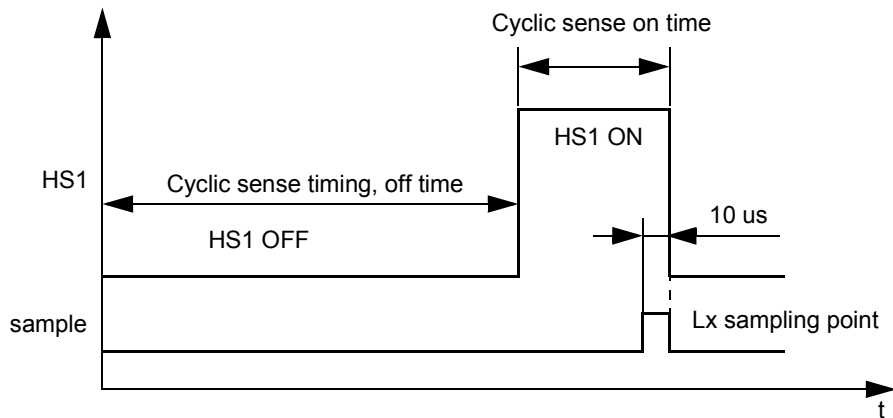 Cyclic sense on time
HS1 ON
HS1
Cyclic sense timing, off time
10 us
HS1 OFF
sample
Lx sampling point
t